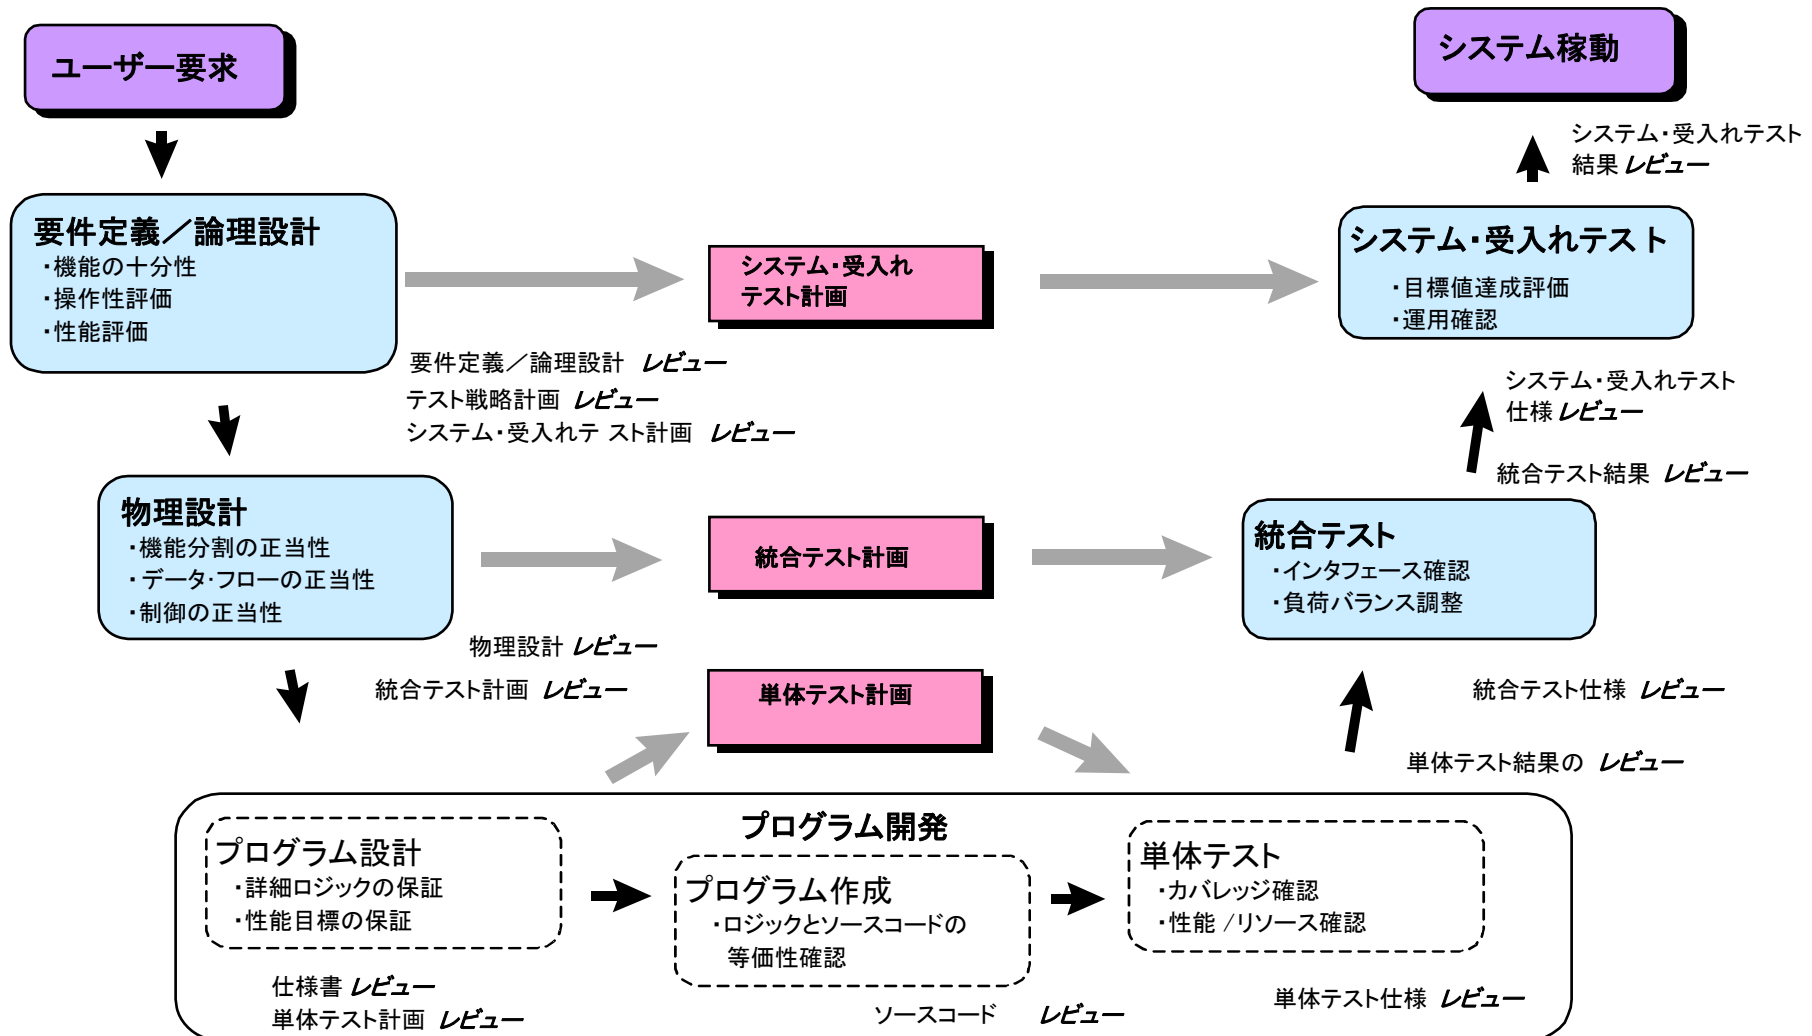 ユーザー要求
システム稼動
システム・受入れテスト
結果 レビュー
要件定義／論理設計
・機能の十分性
・操作性評価
・性能評価
システム・受入れ
テスト計画
システム・受入れテスト
・目標値達成評価
・運用確認
要件定義／論理設計 レビュー
テスト戦略計画 レビュー
システム・受入れテ スト計画 レビュー
システム・受入れテスト
仕様 レビュー
統合テスト結果 レビュー
物理設計
・機能分割の正当性
・データ・フローの正当性
・制御の正当性
統合テスト計画
統合テスト
・インタフェース確認
・負荷バランス調整
物理設計 レビュー
統合テスト計画 レビュー
単体テスト計画
統合テスト仕様 レビュー
単体テスト結果の レビュー
プログラム開発
プログラム設計
・詳細ロジックの保証
・性能目標の保証
プログラム作成
・ロジックとソースコードの
等価性確認
単体テスト
・カバレッジ確認
・性能 /リソース確認
仕様書 レビュー
単体テスト計画 レビュー
ソースコード レビュー
単体テスト仕様 レビュー